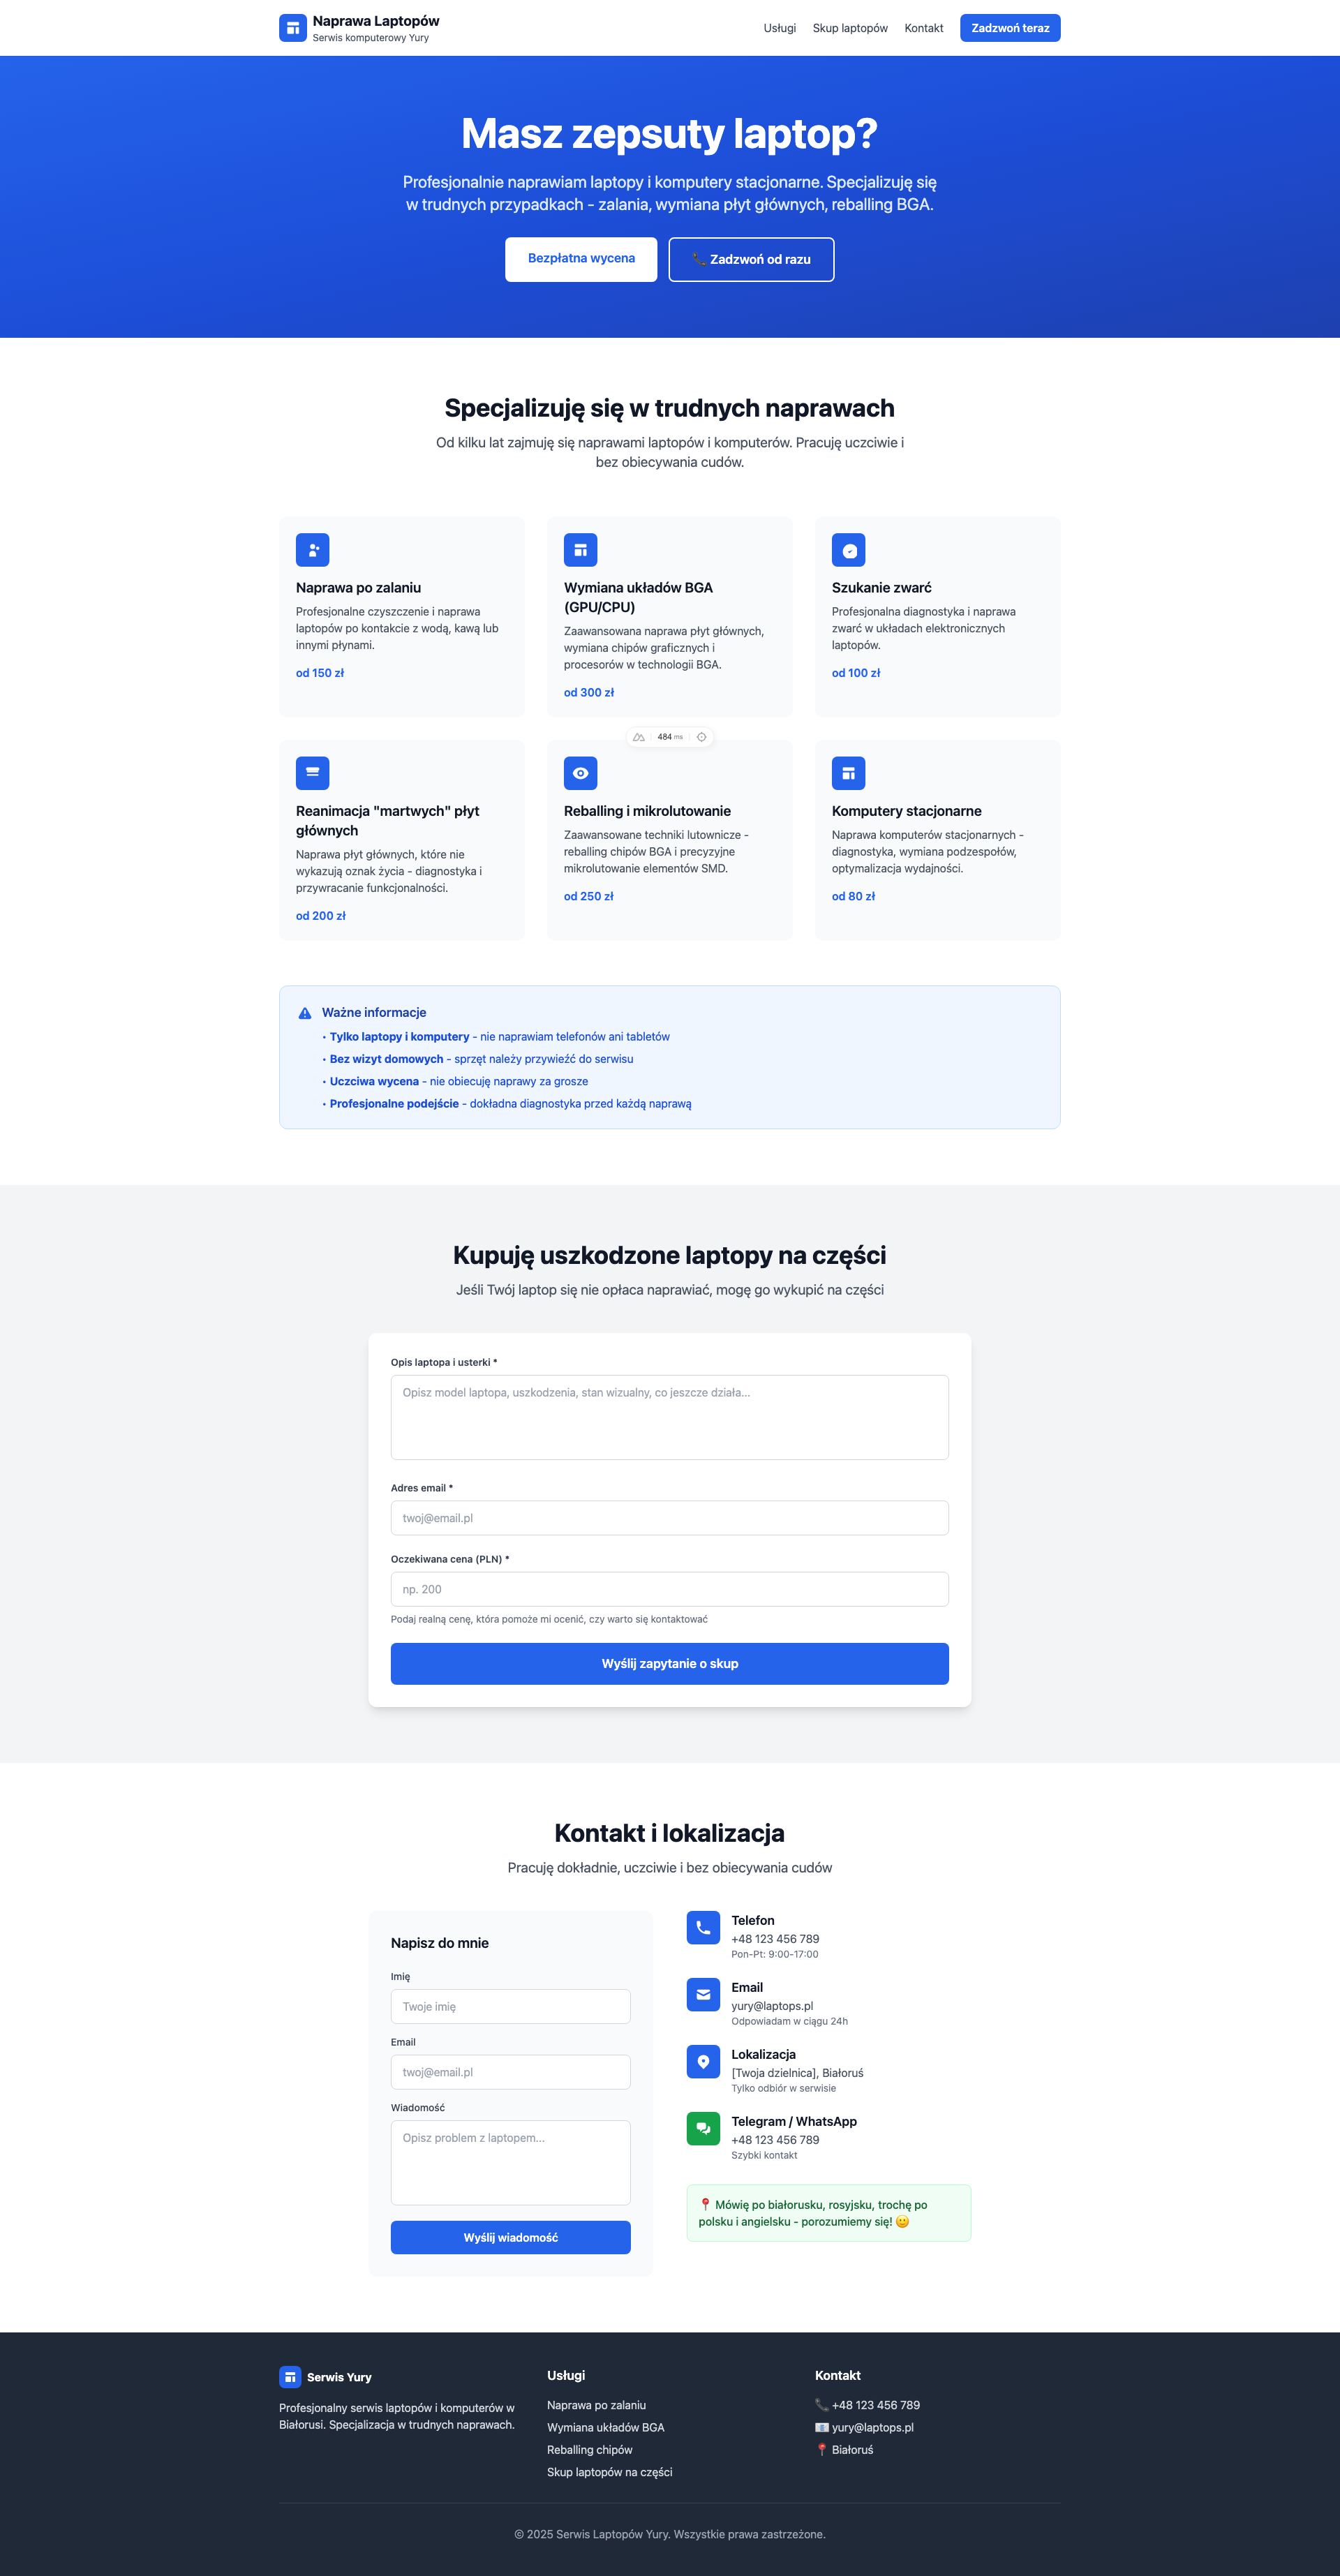 Naprawa Laptopów
Serwis komputerowy Yury
Usługi
Skup laptopów
Kontakt
Zadzwoń teraz
Masz zepsuty laptop?
Profesjonalnie naprawiam laptopy i komputery stacjonarne. Specjalizuję się
w trudnych przypadkach - zalania, wymiana płyt głównych, reballing BGA.
Bezpłatna wycena
📞 Zadzwoń od razu
Specjalizuję się w trudnych naprawach
Od kilku lat zajmuję się naprawami laptopów i komputerów. Pracuję uczciwie i
bez obiecywania cudów.
Naprawa po zalaniu
Profesjonalne czyszczenie i naprawa
laptopów po kontakcie z wodą, kawą lub
innymi płynami.
od 150 zł
Wymiana układów BGA
(GPU/CPU)
Zaawansowana naprawa płyt głównych,
wymiana chipów graficznych i
procesorów w technologii BGA.
od 300 zł
Szukanie zwarć
Profesjonalna diagnostyka i naprawa
zwarć w układach elektronicznych
laptopów.
od 100 zł
484 ms
Reanimacja "martwych" płyt
głównych
Naprawa płyt głównych, które nie
wykazują oznak życia - diagnostyka i
przywracanie funkcjonalności.
od 200 zł
Reballing i mikrolutowanie
Zaawansowane techniki lutownicze -
reballing chipów BGA i precyzyjne
mikrolutowanie elementów SMD.
od 250 zł
Komputery stacjonarne
Naprawa komputerów stacjonarnych -
diagnostyka, wymiana podzespołów,
optymalizacja wydajności.
od 80 zł
Ważne informacje
• Tylko laptopy i komputery - nie naprawiam telefonów ani tabletów
• Bez wizyt domowych - sprzęt należy przywieźć do serwisu
• Uczciwa wycena - nie obiecuję naprawy za grosze
• Profesjonalne podejście - dokładna diagnostyka przed każdą naprawą
Kupuję uszkodzone laptopy na części
Jeśli Twój laptop się nie opłaca naprawiać, mogę go wykupić na części
Opis laptopa i usterki *
Opisz model laptopa, uszkodzenia, stan wizualny, co jeszcze działa...
Adres email *
twoj@email.pl
Oczekiwana cena (PLN) *
np. 200
Podaj realną cenę, która pomoże mi ocenić, czy warto się kontaktować
Wyślij zapytanie o skup
Kontakt i lokalizacja
Pracuję dokładnie, uczciwie i bez obiecywania cudów
Napisz do mnie
Imię
Twoje imię
Email
twoj@email.pl
Wiadomość
Opisz problem z laptopem...
Wyślij wiadomość
Telefon
+48 123 456 789
Pon-Pt: 9:00-17:00
Email
yury@laptops.pl
Odpowiadam w ciągu 24h
Lokalizacja
[Twoja dzielnica], Białoruś
Tylko odbiór w serwisie
Telegram / WhatsApp
+48 123 456 789
Szybki kontakt
📍 Mówię po białorusku, rosyjsku, trochę po
polsku i angielsku - porozumiemy się! 😊
Serwis Yury
Profesjonalny serwis laptopów i komputerów w
Białorusi. Specjalizacja w trudnych naprawach.
Usługi
Naprawa po zalaniu
Wymiana układów BGA
Reballing chipów
Skup laptopów na części
Kontakt
📞 +48 123 456 789
📧 yury@laptops.pl
📍 Białoruś
© 2025 Serwis Laptopów Yury. Wszystkie prawa zastrzeżone.